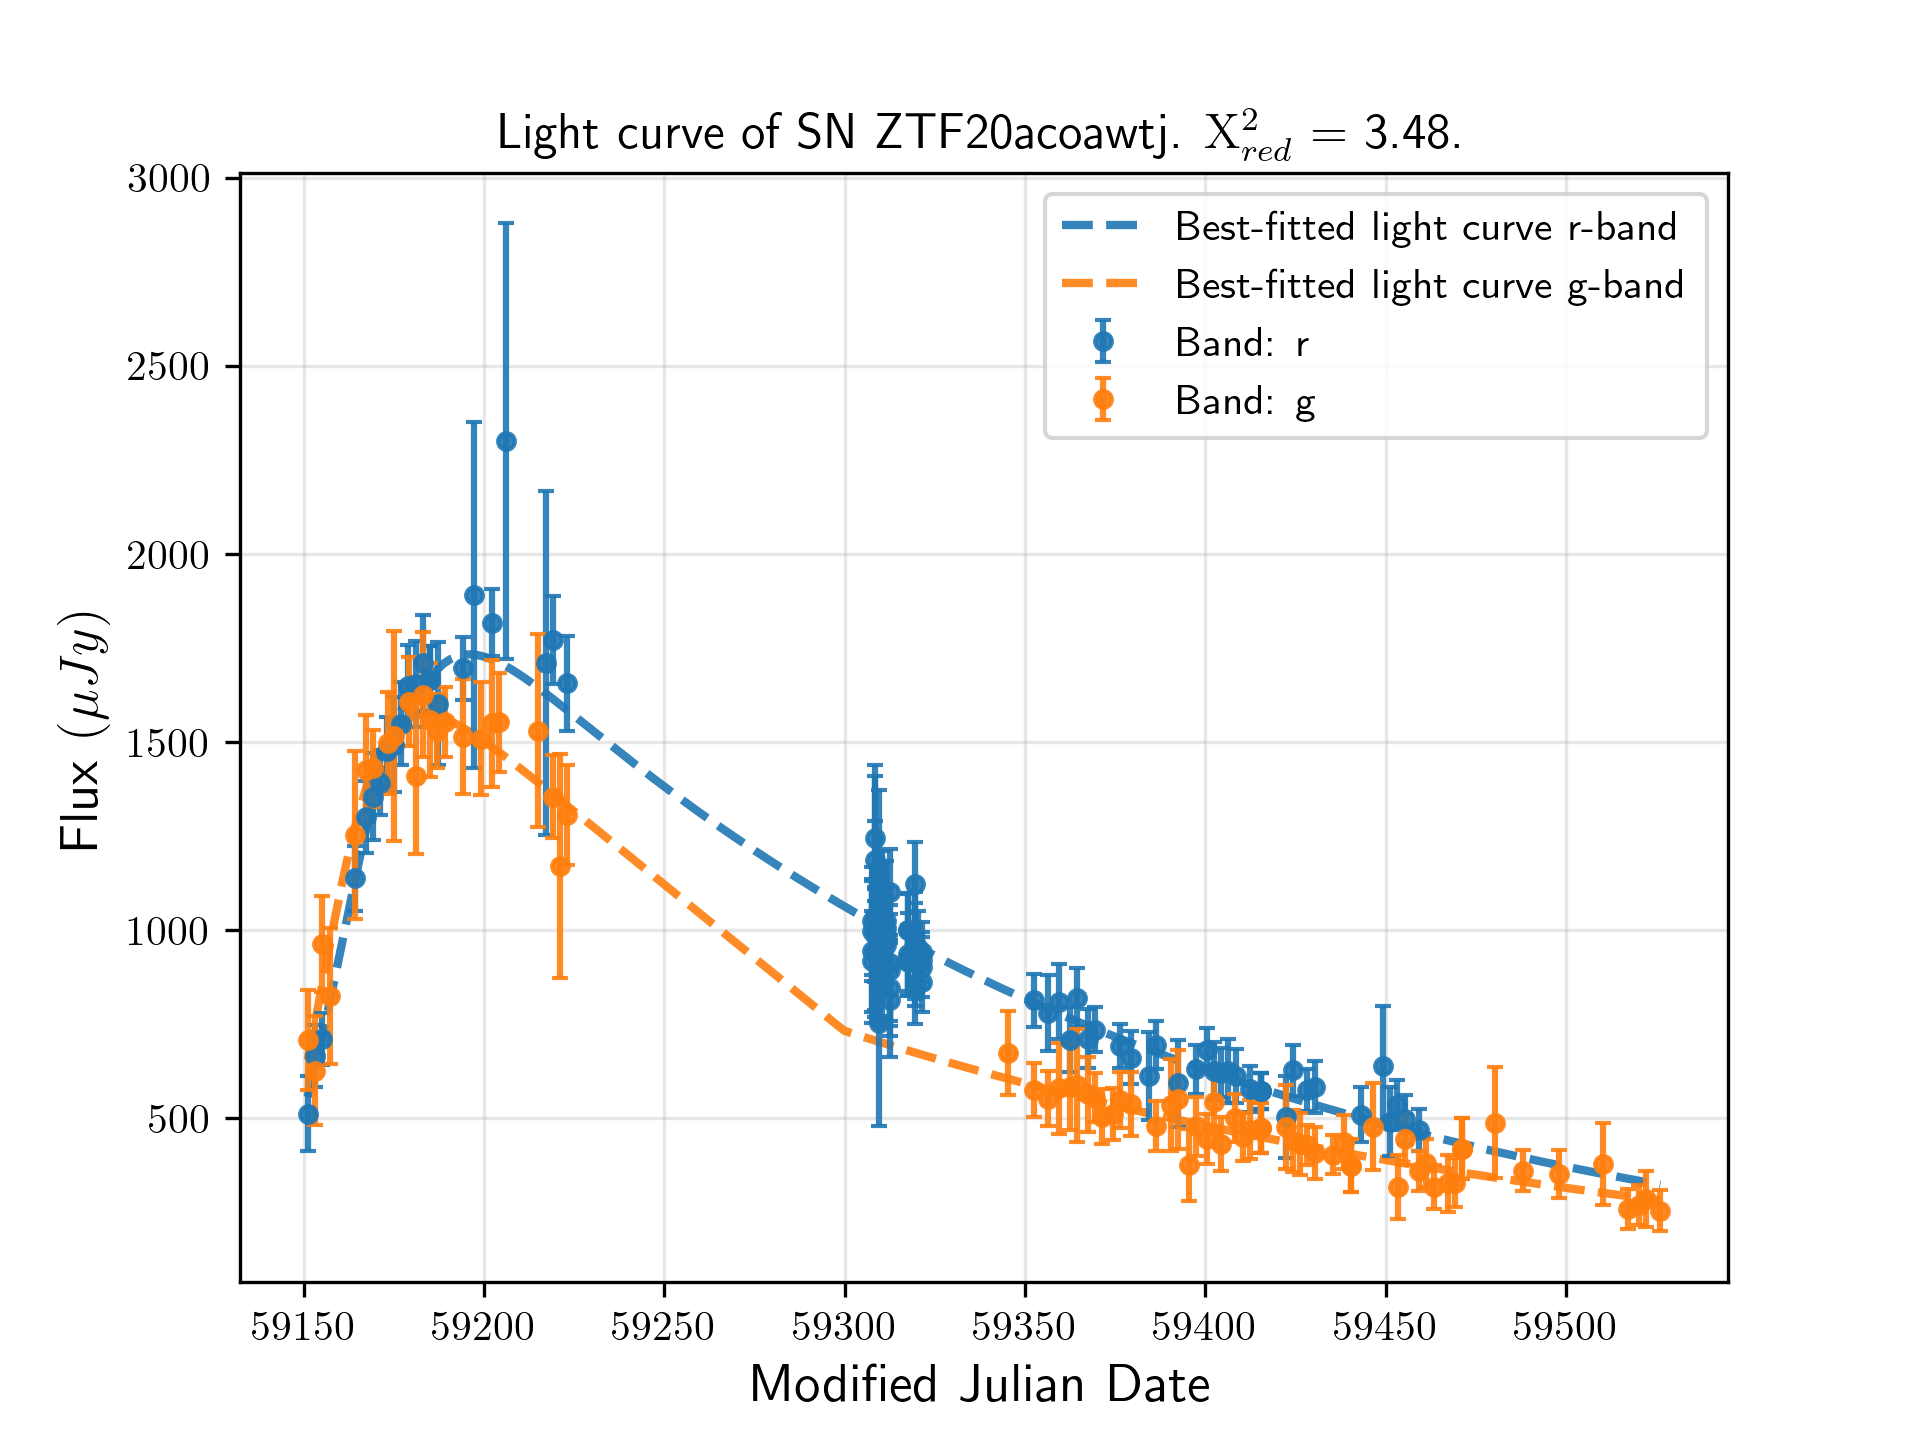 Light curve of SN ZTF20acoawtj. X²_red = 3.48.
3000
2500
2000
1500
1000
500
Flux (μJy)
Best-fitted light curve r-band
Best-fitted light curve g-band
Band: r
Band: g
59150 59200 59250 59300 59350 59400 59450 59500
Modified Julian Date